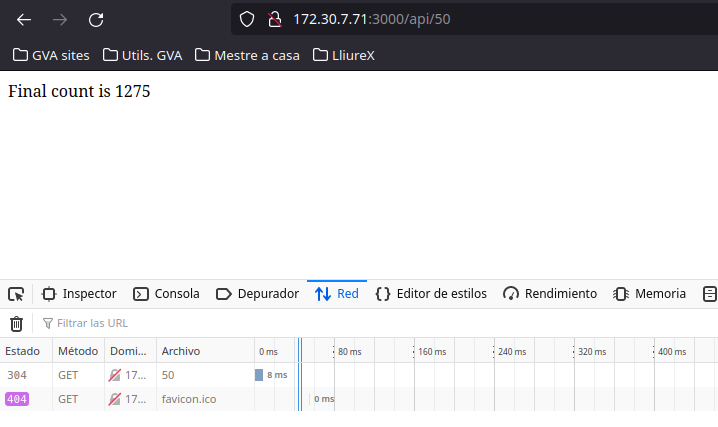 172.30.7.71:3000/api/50
GVA sites Utils. GVA Mestre a casa LliureX
Final count is 1275
Inspector Consola Depurador Red Editor de estilos Rendimiento Memoria
Filtrar las URL
Estado Método Domi... Archivo 0 ms 80 ms 160 ms 240 ms 320 ms 400 ms
304 GET 17... 50 8 ms
404 GET 17... favicon.ico 0 ms